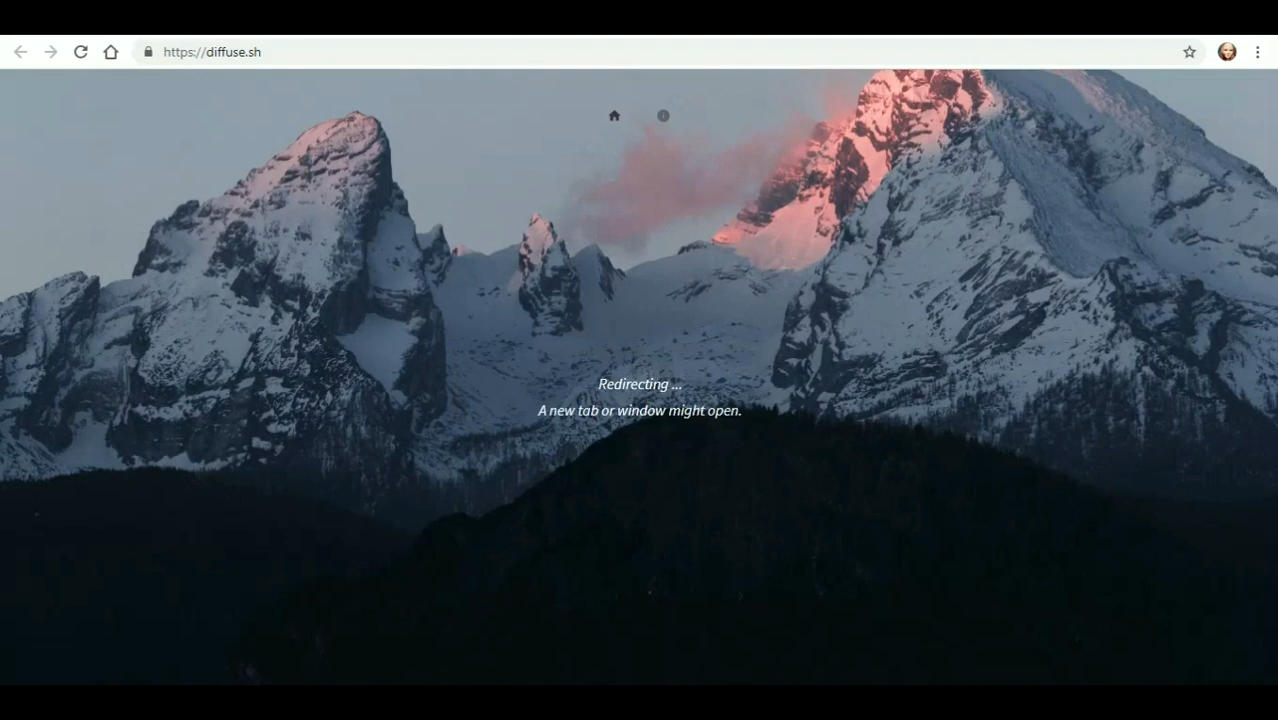 https://diffuse.sh
Redirecting ...
A new tab or window might open.